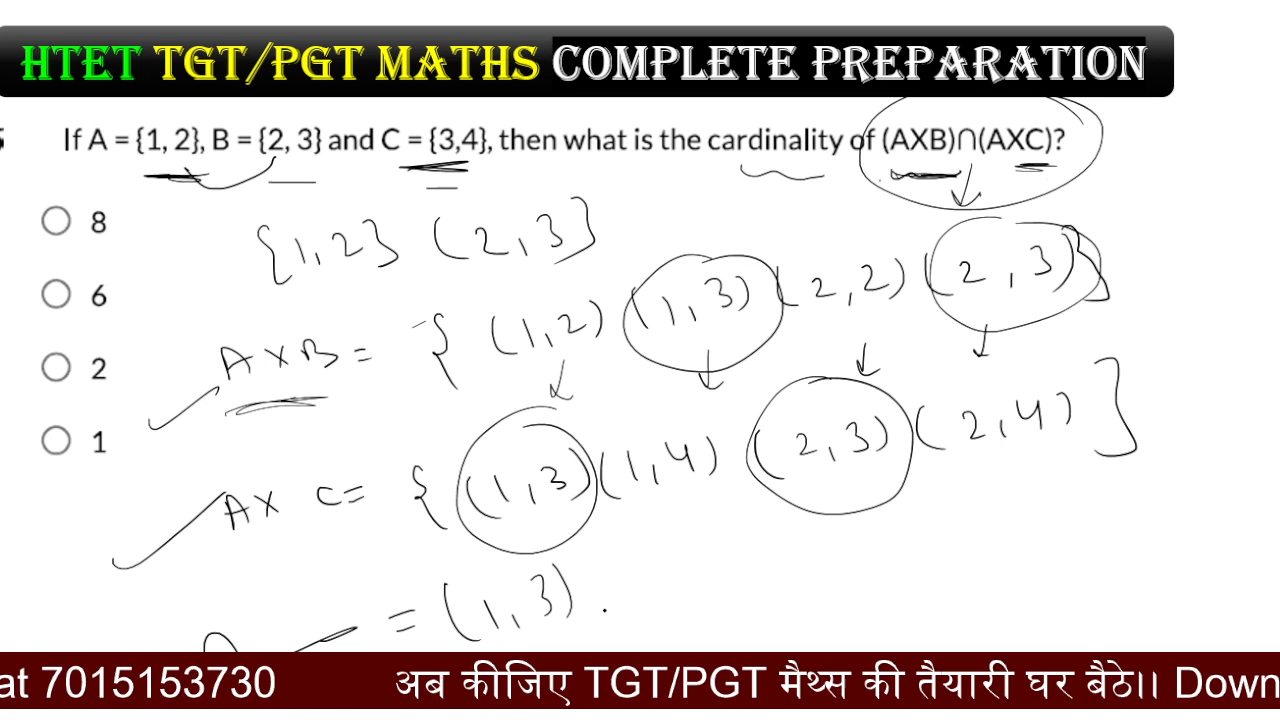 HTET TGT/PGT MATHS COMPLETE PREPARATION
If A = {1, 2}, B = {2, 3} and C = {3,4}, then what is the cardinality of (AXB)∩(AXC)?
8
6
2
1
{1,2} (2,3}
AXB = { (1,2) (1,3) (2,2) (2,3)}
AX C= { (1,3) (1,4) (2,3) (2,4) ]
= (1,3).
at 7015153730 अब कीजिए TGT/PGT मैथ्स की तैयारी घर बैठे।। Down